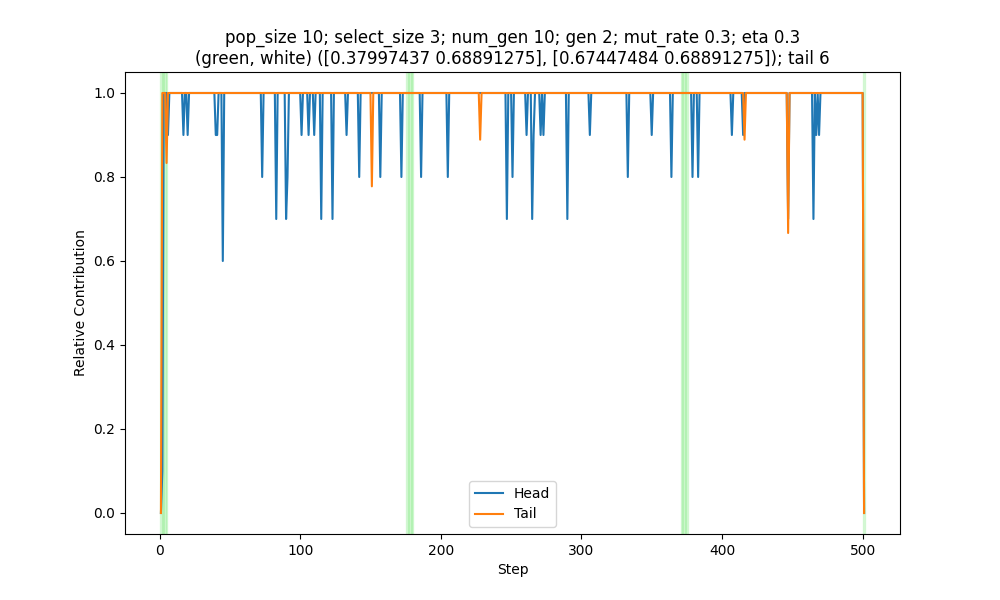 pop_size 10; select_size 3; num_gen 10; gen 2; mut_rate 0.3; eta 0.3
(green, white) ([0.37997437 0.68891275], [0.67447484 0.68891275]); tail 6
1.0
0.8
0.6
0.4
0.2
0.0
Relative Contribution
Head
Tail
0
100
200
300
400
500
Step